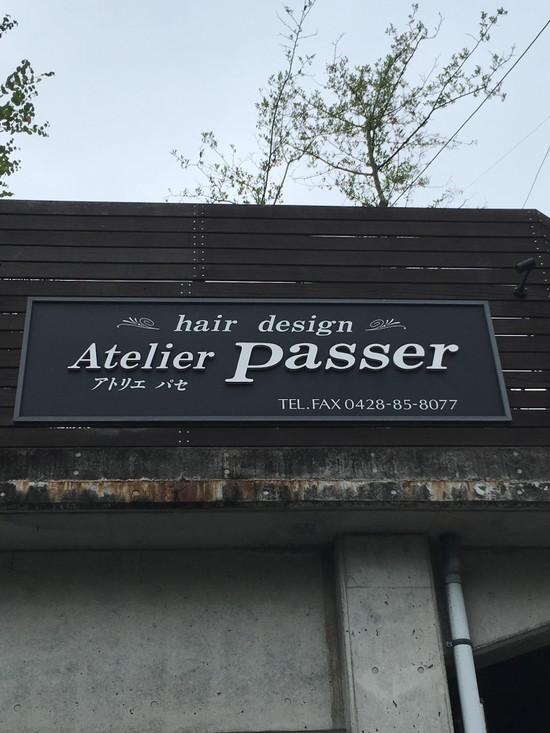 hair design
Atelier Passer
アトリエ パセ
TEL.FAX 0428-85-8077